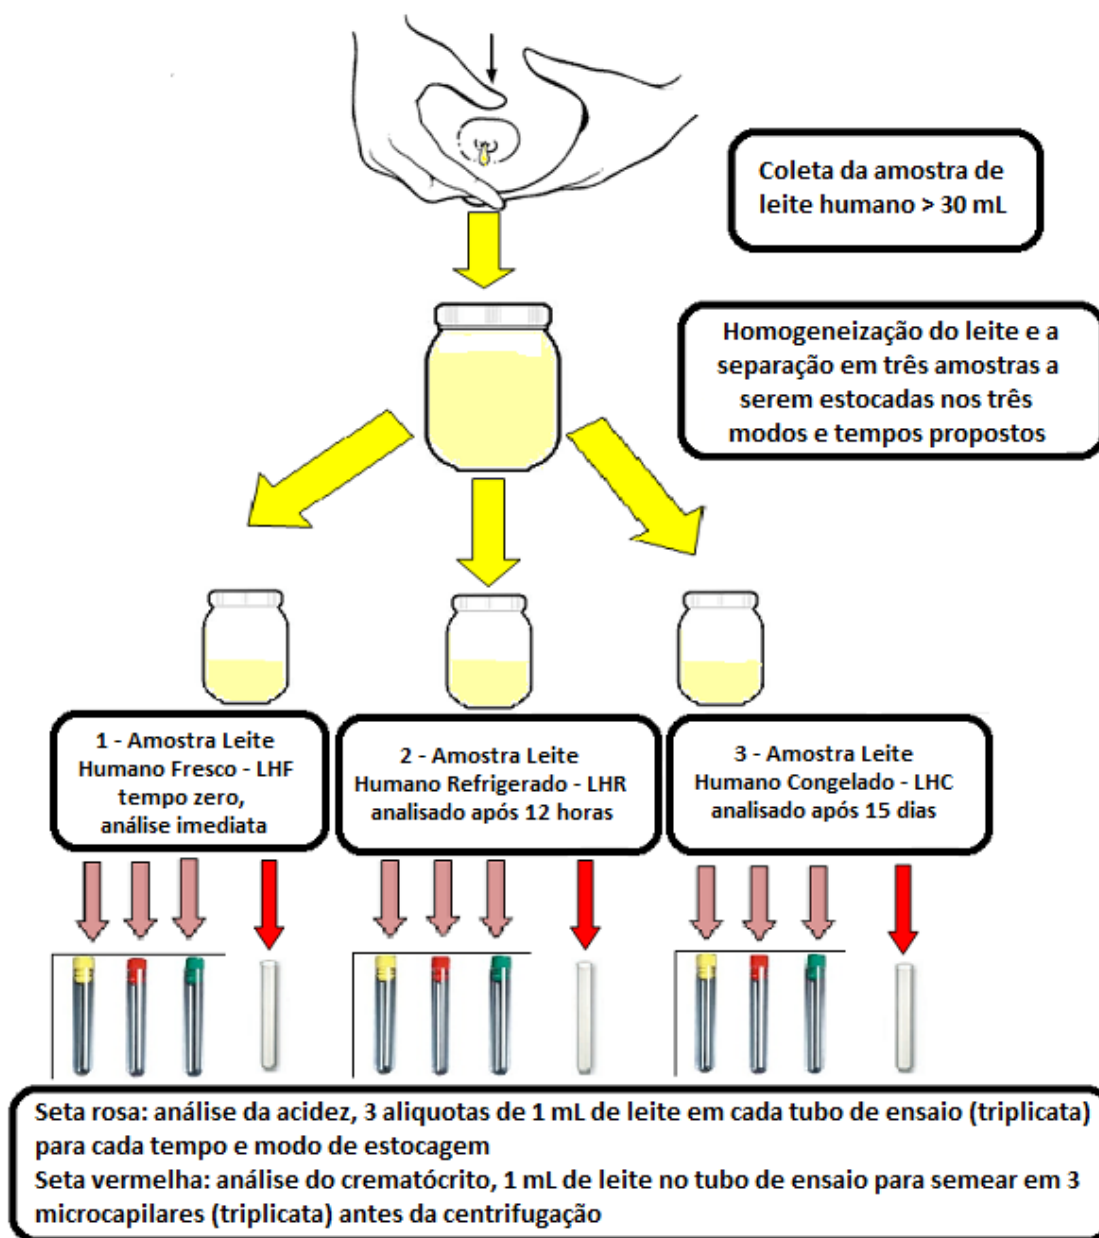 Coleta da amostra de
leite humano > 30 mL
Homogeneização do leite e a
separação em três amostras a
serem estocadas nos três
modos e tempos propostos
1 - Amostra Leite
Humano Fresco - LHF
tempo zero,
análise imediata
2 - Amostra Leite
Humano Refrigerado - LHR
analisado após 12 horas
3 - Amostra Leite
Humano Congelado - LHC
analisado após 15 dias
Seta rosa: análise da acidez, 3 aliquotas de 1 mL de leite em cada tubo de ensaio (triplicata)
para cada tempo e modo de estocagem
Seta vermelha: análise do crematócrito, 1 mL de leite no tubo de ensaio para semear em 3
microcapilares (triplicata) antes da centrifugação